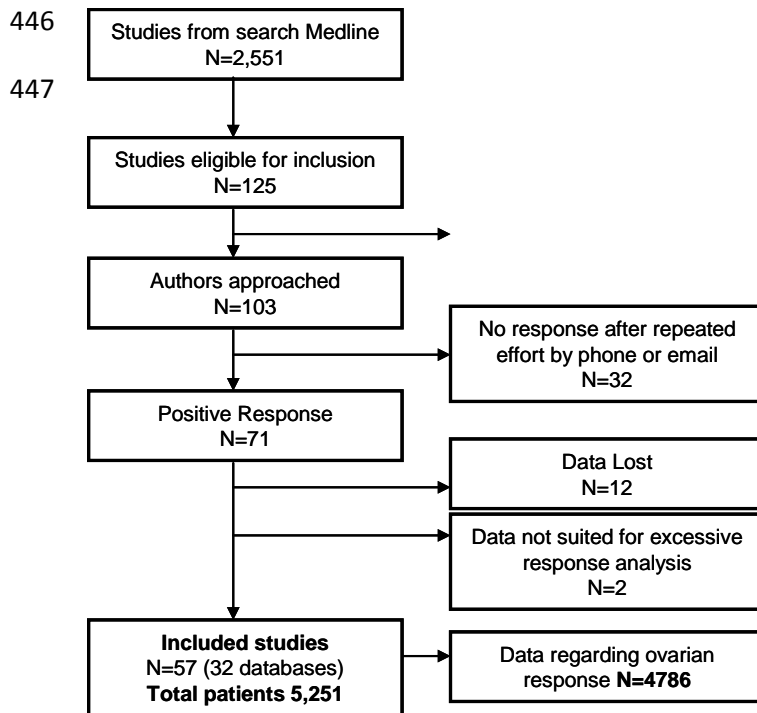 446
Studies from search Medline
N=2,551
447
Studies eligible for inclusion
N=125
Authors approached
N=103
No response after repeated
effort by phone or email
N=32
Positive Response
N=71
Data Lost
N=12
Data not suited for excessive
response analysis
N=2
Included studies
N=57 (32 databases)
Total patients 5,251
Data regarding ovarian
response N=4786